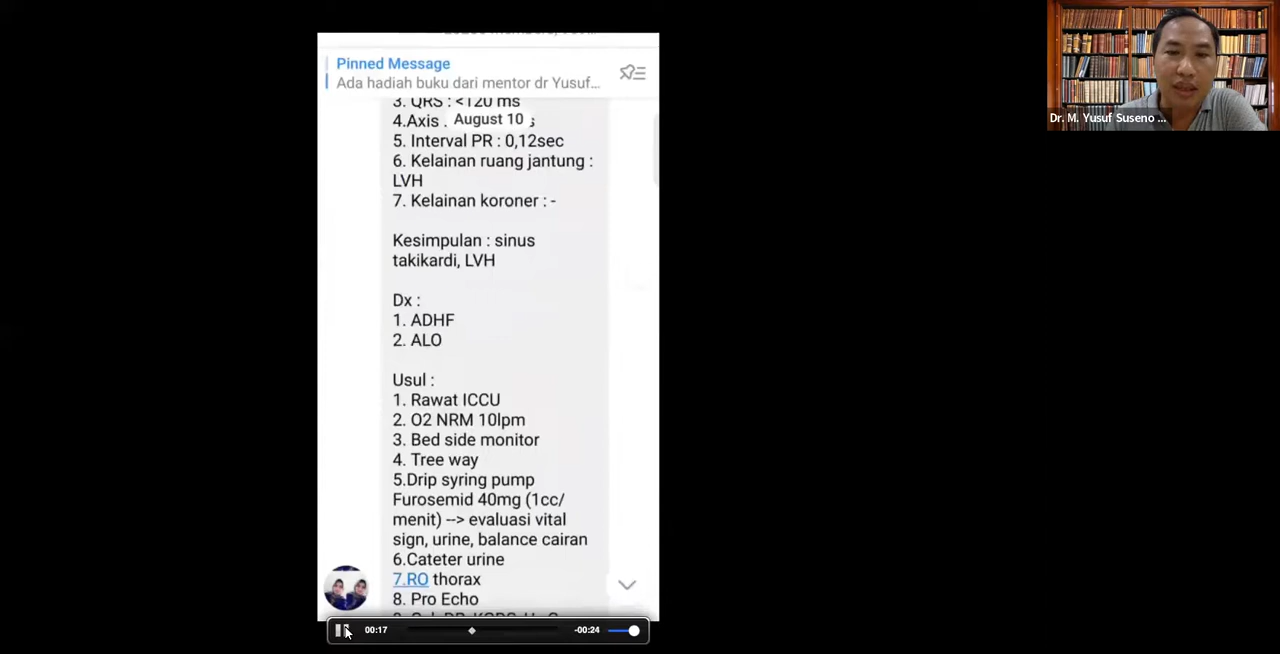 Pinned Message
Ada hadiah buku dari mentor dr Yusuf...
3. QRS : <120 ms
4.Axis .
August 10
5. Interval PR : 0,12sec
6. Kelainan ruang jantung :
LVH
7. Kelainan koroner : -
Kesimpulan : sinus
takikardi, LVH
Dx :
1. ADHF
2. ALO
Usul :
1. Rawat ICCU
2. O2 NRM 10lpm
3. Bed side monitor
4. Tree way
5.Drip syring pump
Furosemid 40mg (1cc/
menit) --> evaluasi vital
sign, urine, balance cairan
6.Cateter urine
7.RO thorax
8. Pro Echo
00:17
-00:24
Dr. M. Yusuf Suseno ...